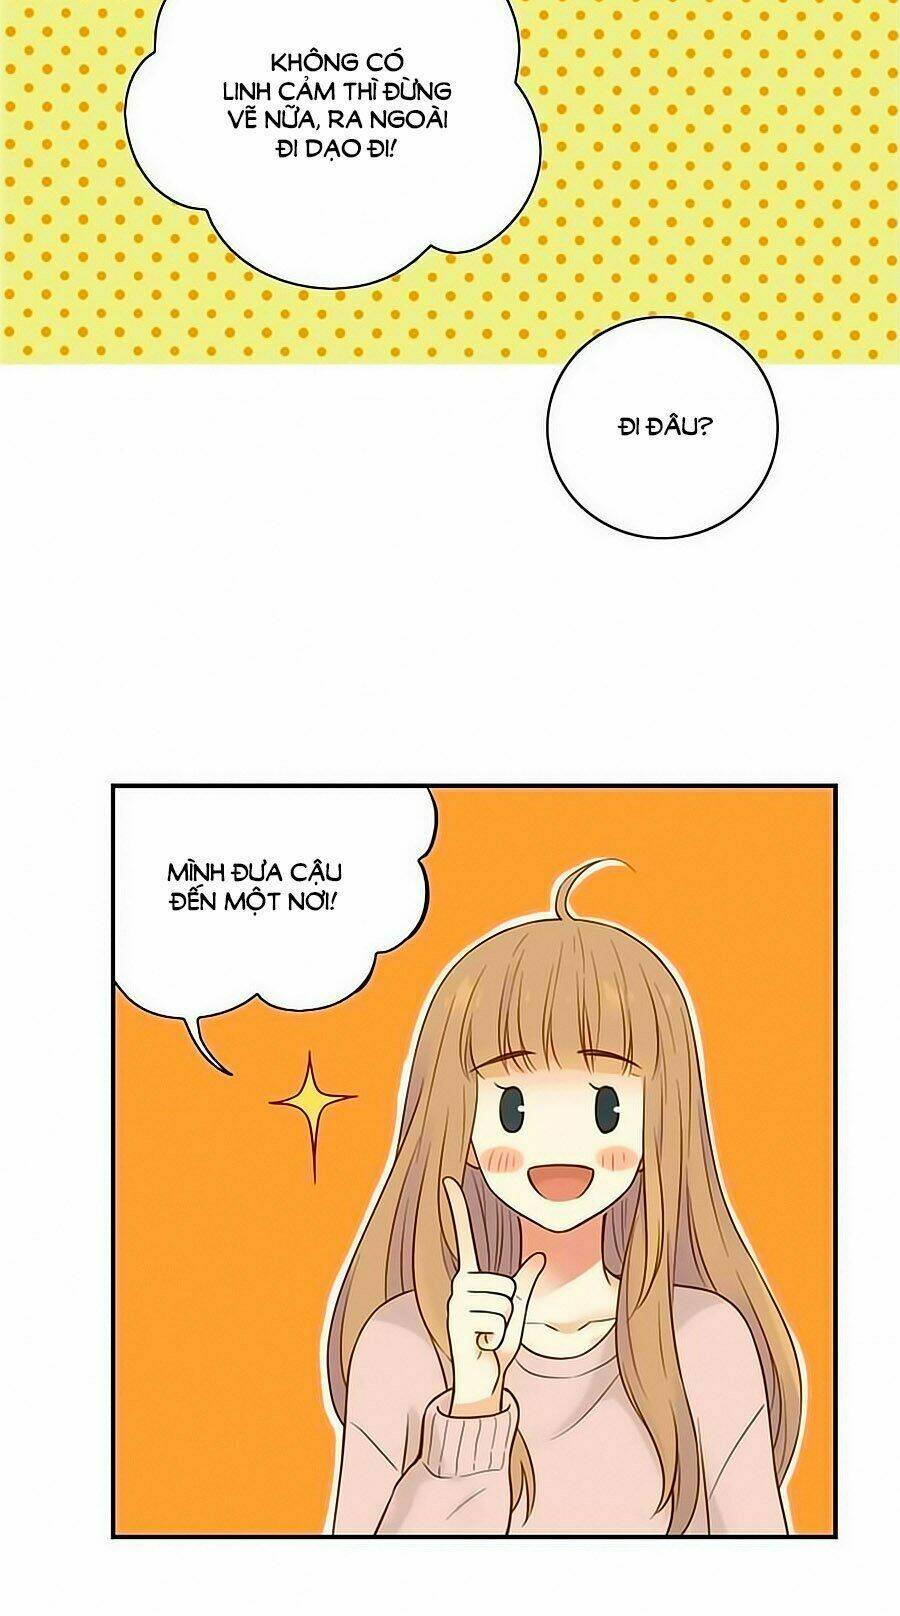 KHÔNG CÓ
LINH CẢM THÌ ĐỪNG
VẼ NỮA, RA NGOÀI
ĐI DẠO ĐI!
ĐI ĐÂU?
MÌNH ĐƯA CẬU
ĐẾN MỘT NƠI!